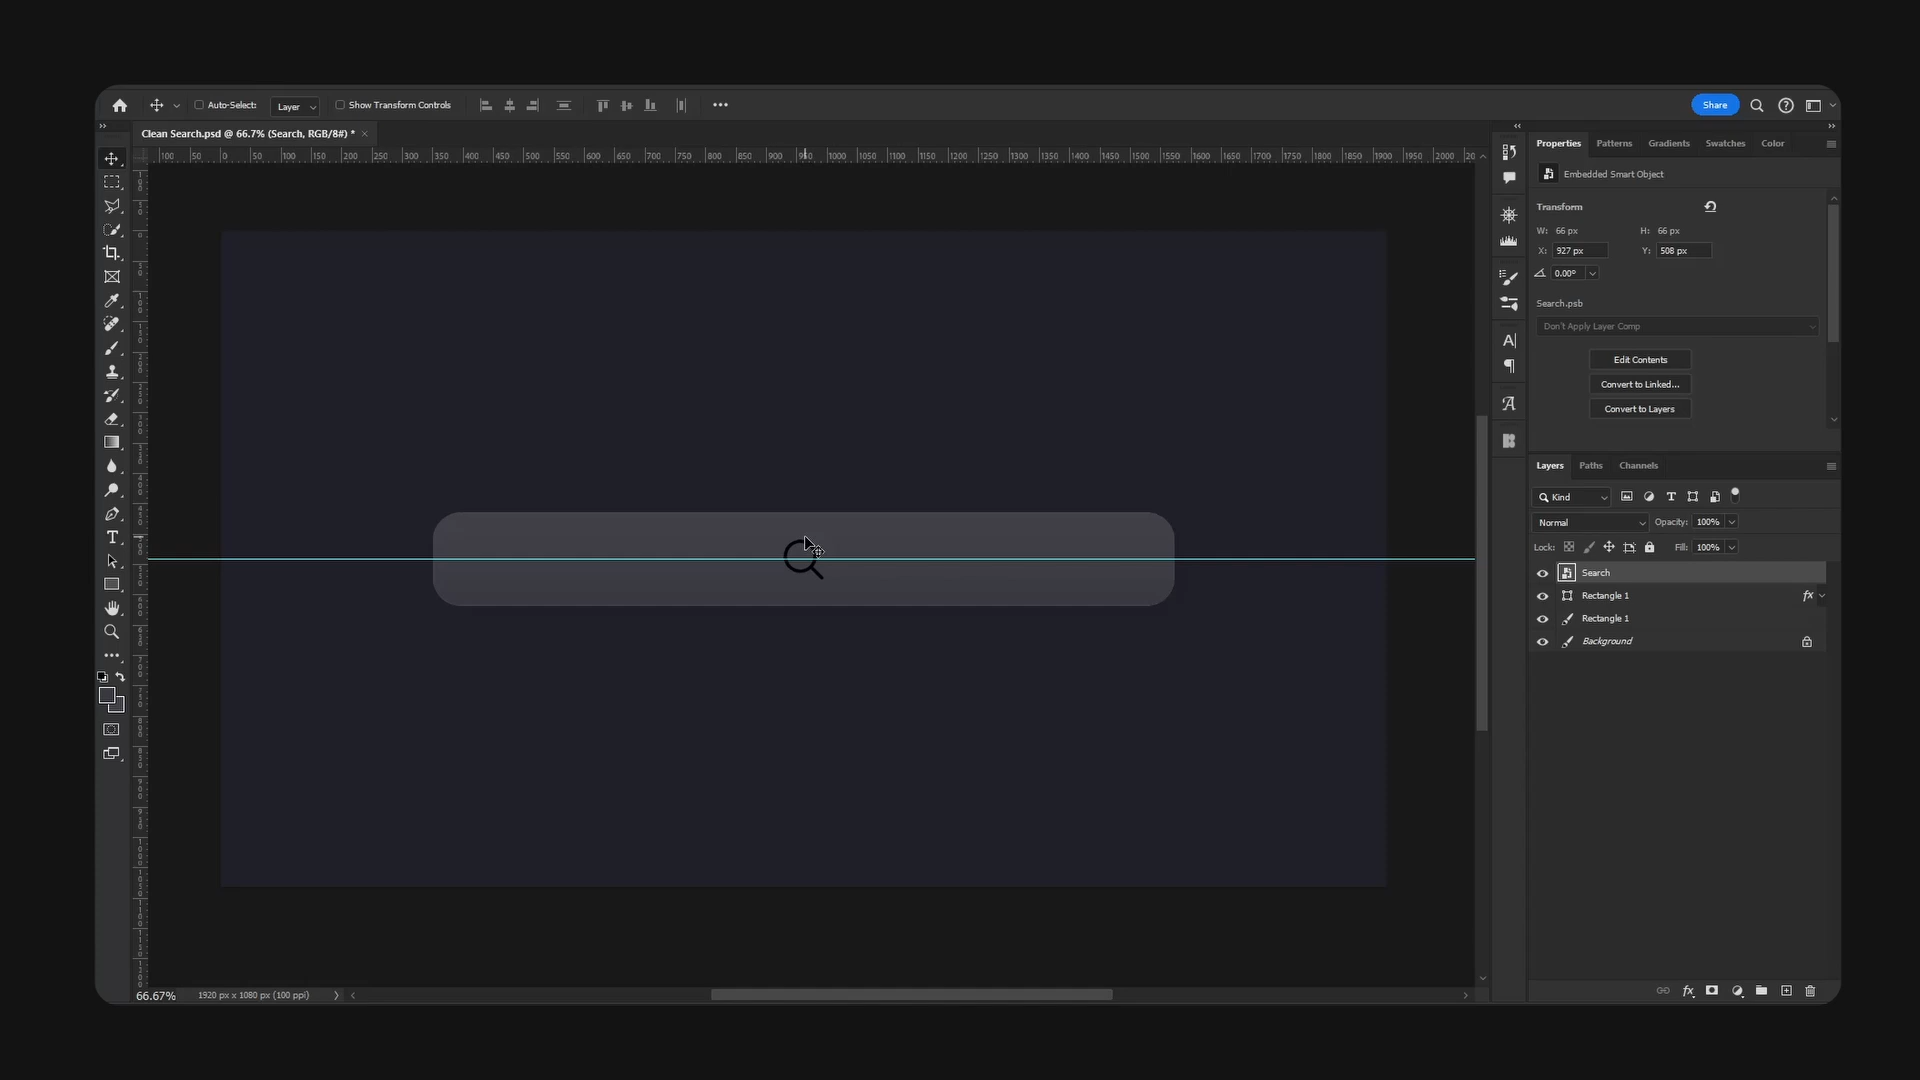 Auto-Select: Layer Show Transform Controls Share
Clean Search.psd @ 66.7% (Search, RGB/8#) *
100 50 0 50 100 150 200 250 300 350 400 450 500 550 600 650 700 750 800 850 900 950 1000 1050 1100 1150 1200 1250 1300 1350 1400 1450 1500 1550 1600 1650 1700 1750 1800 1850 1900 1950 2000 20
Properties Patterns Gradients Swatches Color
Embedded Smart Object
Transform
W: 66 px H: 66 px
X: 927 px Y: 508 px
0.00°
Search.psb
Don't Apply Layer Comp
Edit Contents
Convert to Linked...
Convert to Layers
Layers Paths Channels
Kind
Normal Opacity: 100%
Lock: Fill: 100%
Search
Rectangle 1 fx
Rectangle 1
Background
66.67% 1920 px x 1080 px (100 ppi)